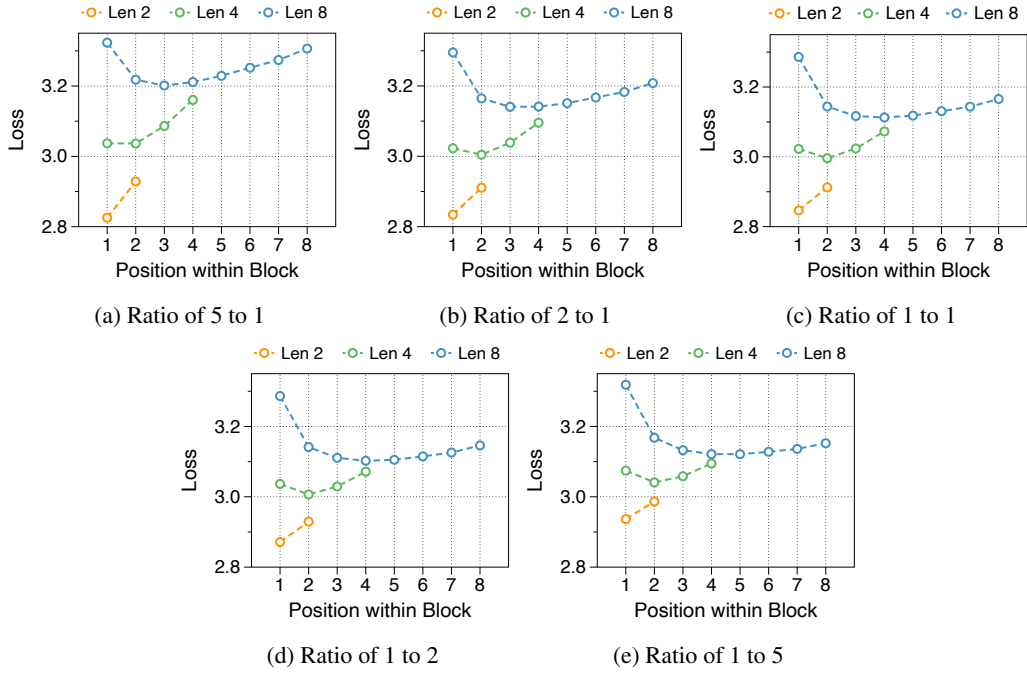 Len 2 Len 4 Len 8
Loss
3.2
3.0
2.8
1 2 3 4 5 6 7 8
Position within Block
(a) Ratio of 5 to 1
Len 2 Len 4 Len 8
Loss
3.2
3.0
2.8
1 2 3 4 5 6 7 8
Position within Block
(b) Ratio of 2 to 1
Len 2 Len 4 Len 8
Loss
3.2
3.0
2.8
1 2 3 4 5 6 7 8
Position within Block
(c) Ratio of 1 to 1
Len 2 Len 4 Len 8
Loss
3.2
3.0
2.8
1 2 3 4 5 6 7 8
Position within Block
(d) Ratio of 1 to 2
Len 2 Len 4 Len 8
Loss
3.2
3.0
2.8
1 2 3 4 5 6 7 8
Position within Block
(e) Ratio of 1 to 5